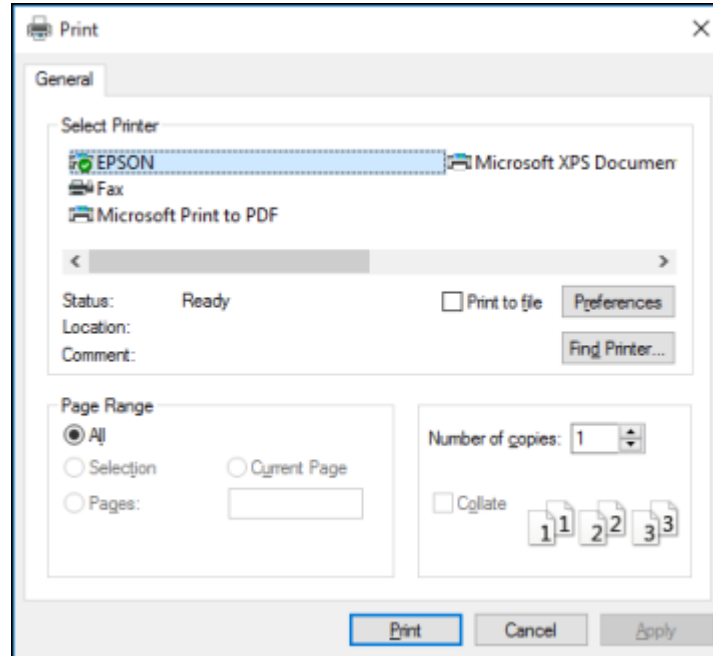 Print
General
Select Printer
EPSON
Microsoft XPS Documen
Fax
Microsoft Print to PDF
Status: Ready
Print to file
Preferences
Location:
Comment:
Find Printer...
Page Range
All
Selection
Current Page
Pages:
Number of copies: 1
Collate
1 1 2 2 3 3
Print
Cancel
Apply